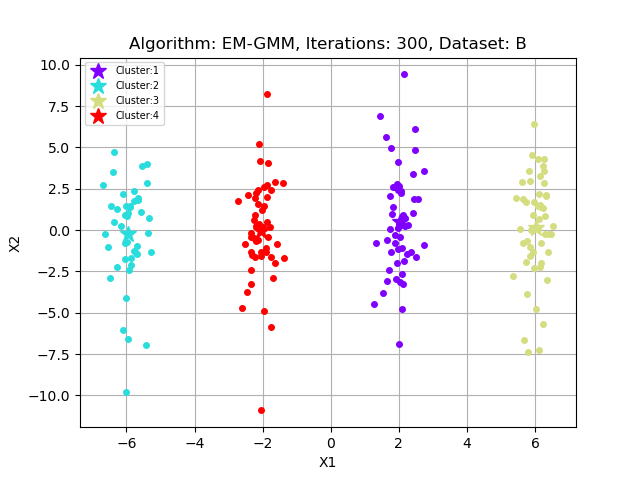 Algorithm: EM-GMM, Iterations: 300, Dataset: B
Cluster:1
Cluster:2
Cluster:3
Cluster:4
10.0
7.5
5.0
2.5
0.0
−2.5
−5.0
−7.5
−10.0
X2
−6 −4 −2 0 2 4 6
X1